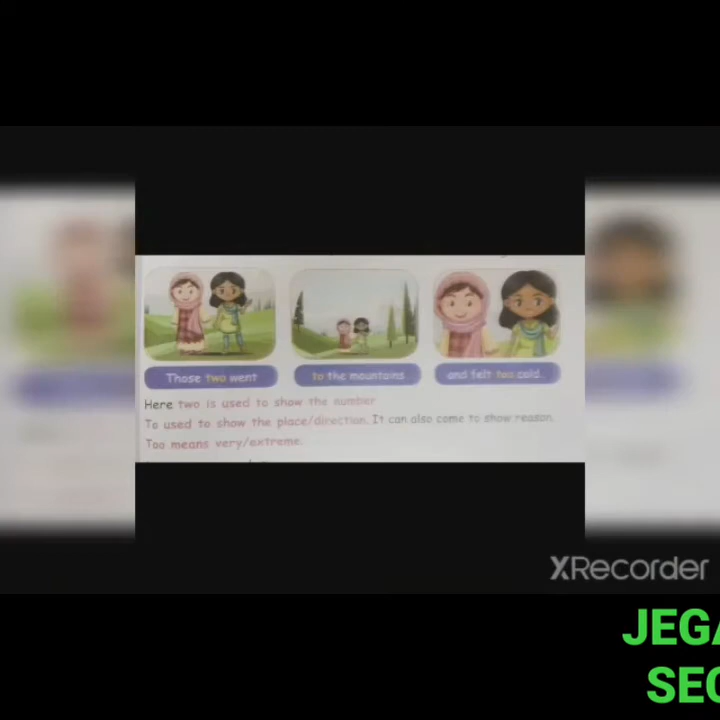 Those two went
to the mountains
and felt too cold.
Here two is used to show the number
To used to show the place/direction. It can also come to show reason.
Too means very/extreme.
XRecorder
JEGA
SEC